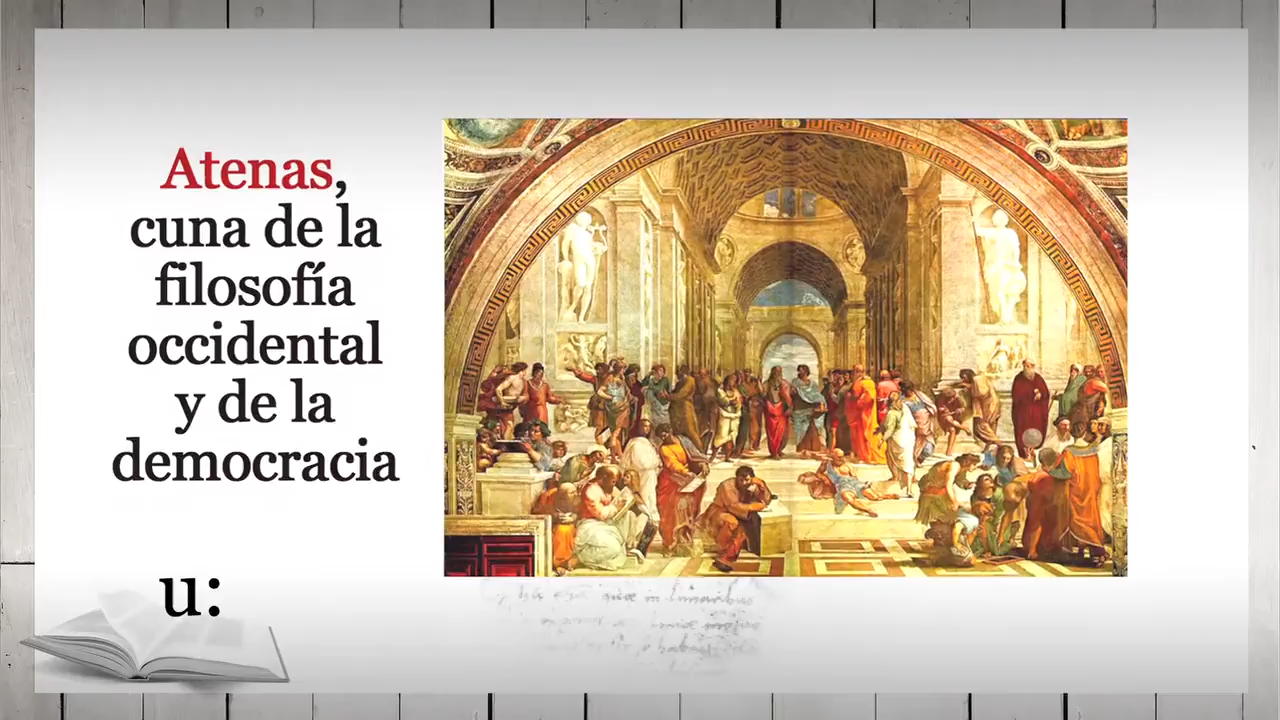 Atenas,
cuna de la
filosofía
occidental
y de la
democracia
u: